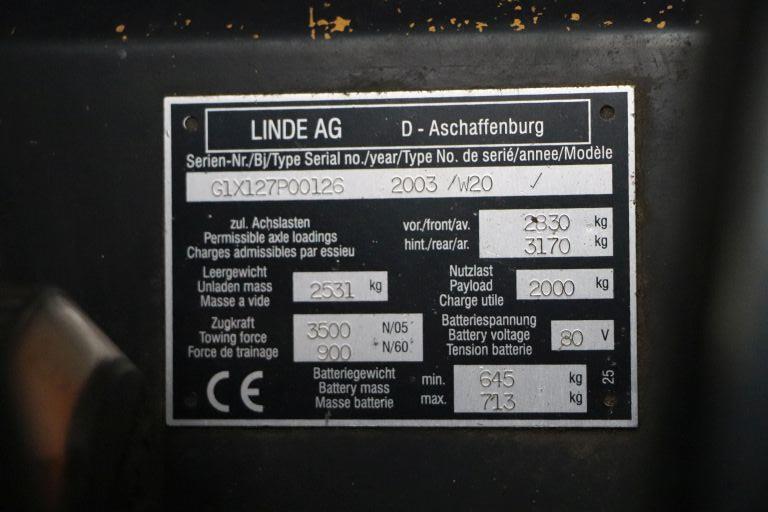 LINDE AG D - Aschaffenburg
Serien-Nr./Bj/Type Serial no./year/Type No. de serié/annee/Modèle
G1X127P00126 2003 /W20 /
zul. Achslasten
Permissible axle loadings
Charges admissibles par essieu
vor./front/av. 2830 kg
hint./rear/ar. 3170 kg
Leergewicht
Unladen mass
Masse a vide
2531 kg
Nutzlast
Payload
Charge utile
2000 kg
Zugkraft
Towing force
Force de trainage
3500 N/05'
900 N/60'
Batteriespannung
Battery voltage
Tension batterie
80 V
CE
Batteriegewicht
Battery mass
Masse batterie
min. 645 kg
max. 713 kg
25